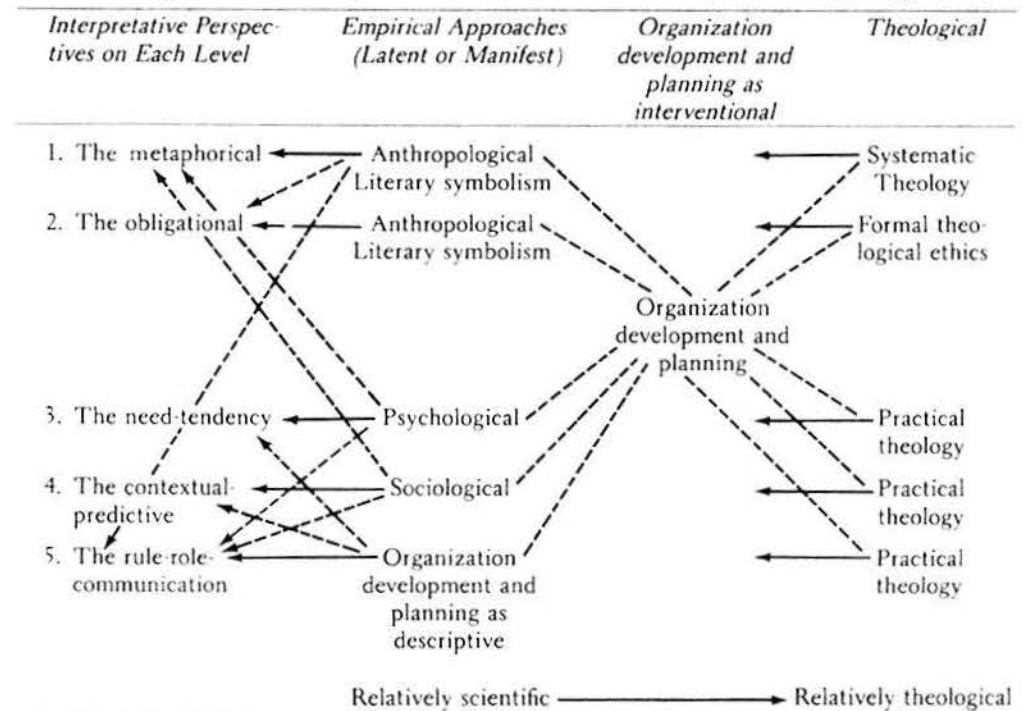 Interpretative Perspec-
tives on Each Level
Empirical Approaches
(Latent or Manifest)
Organization
development and
planning as
interventional
Theological
1. The metaphorical
Anthropological
Literary symbolism
Systematic
Theology
2. The obligational
Anthropological
Literary symbolism
Formal theo-
logical ethics
Organization
development and
planning
3. The need-tendency
Psychological
Practical
theology
4. The contextual-
predictive
Sociological
Practical
theology
5. The rule-role-
communication
Organization
development and
planning as
descriptive
Practical
theology
Relatively scientific
Relatively theological